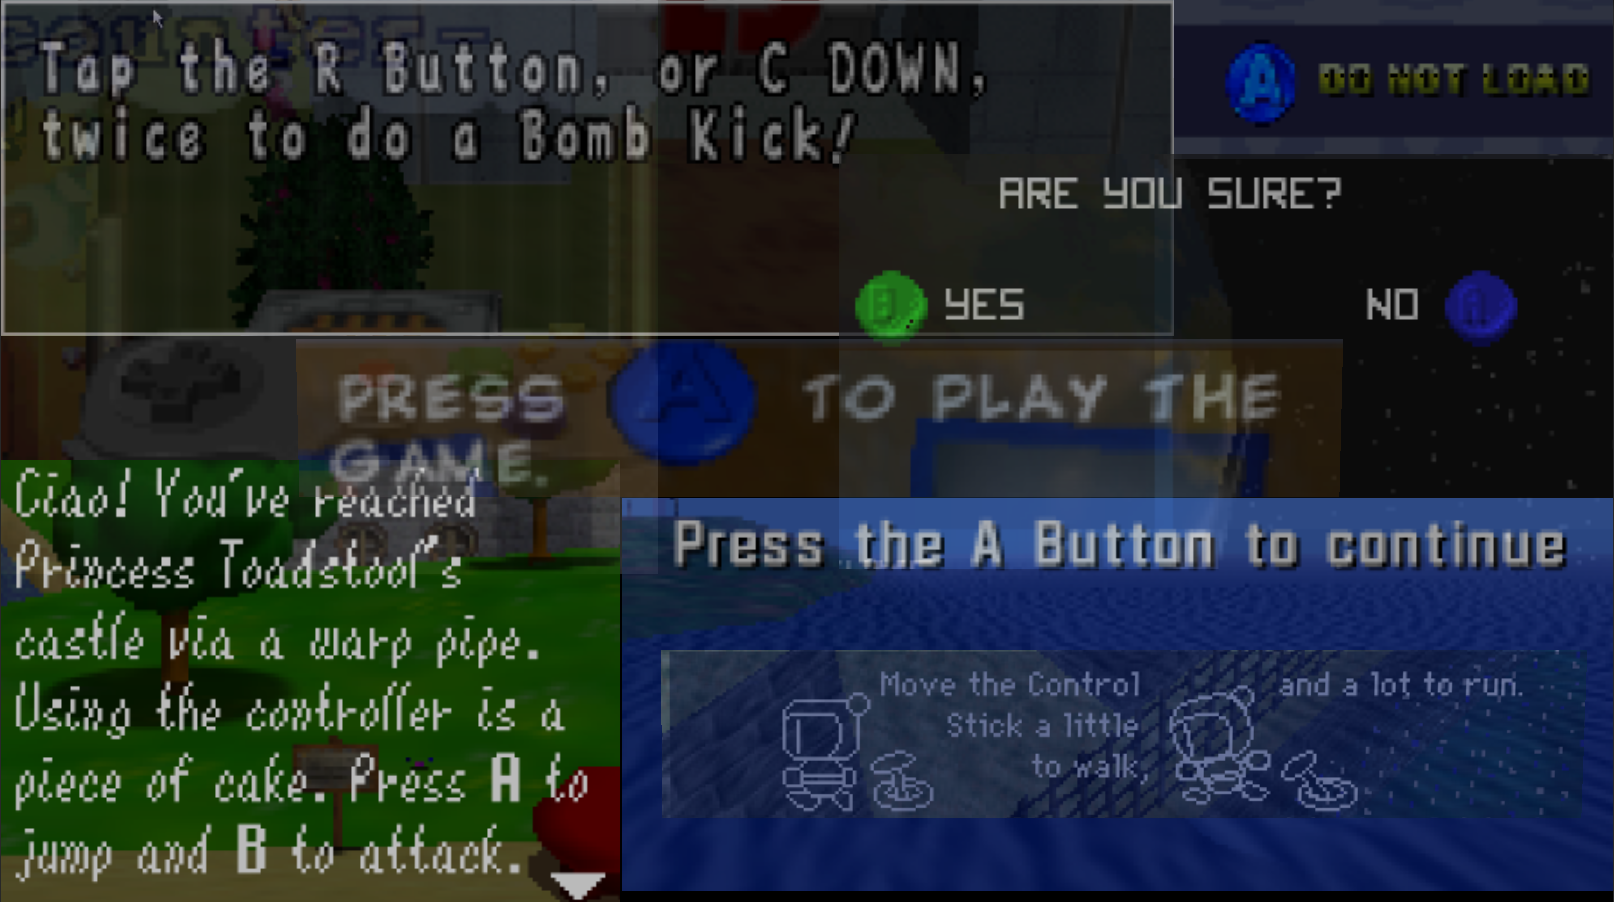 Tap the R Button, or C DOWN,
twice to do a Bomb Kick!
A DO NOT LOAD
ARE YOU SURE?
B YES
NO A
PRESS A TO PLAY THE
GAME.
Ciao! You've reached
Princess Toadstool's
castle via a warp pipe.
Using the controller is a
piece of cake. Press A to
jump and B to attack.
Press the A Button to continue
Move the Control
Stick a little
to walk,
and a lot to run.